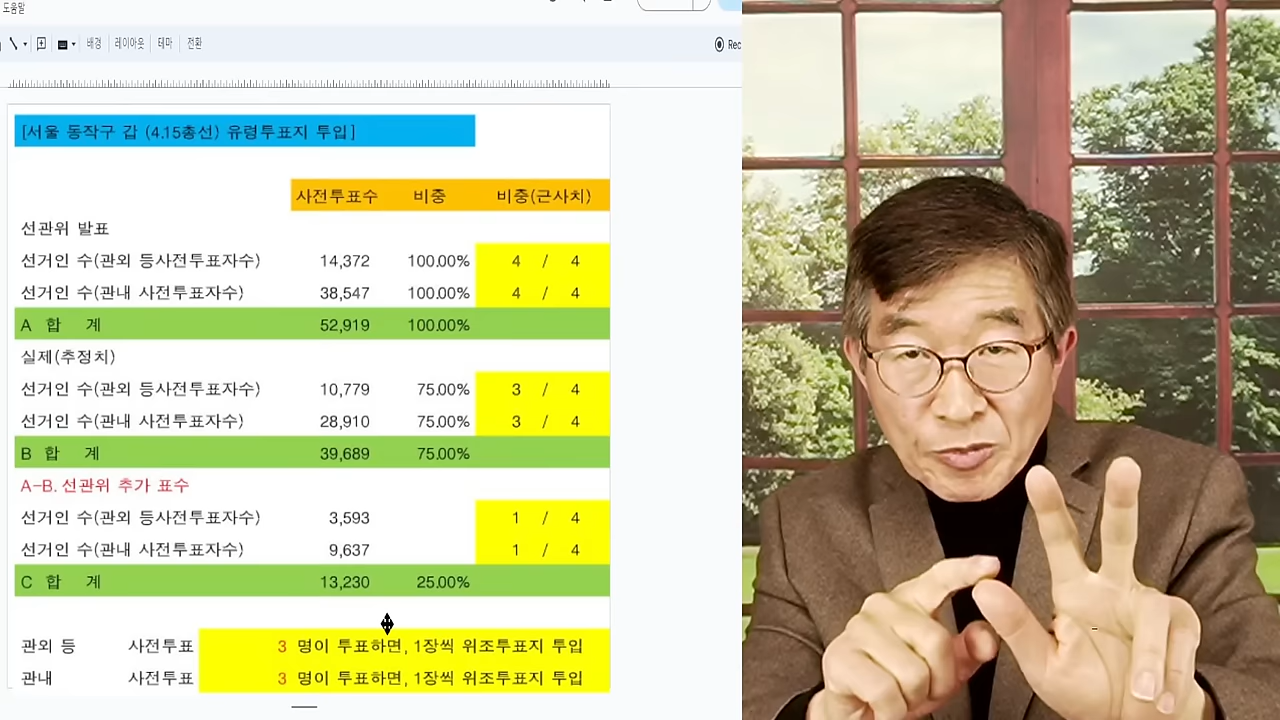 도움말
배경 레이아웃 테마 전환 Rec
[서울 동작구 갑 (4.15총선) 유령투표지 투입]
사전투표수 비중 비중(근사치)
선관위 발표
선거인 수(관외 등사전투표자수) 14,372 100.00% 4 / 4
선거인 수(관내 사전투표자수) 38,547 100.00% 4 / 4
A 합 계 52,919 100.00%
실제(추정치)
선거인 수(관외 등사전투표자수) 10,779 75.00% 3 / 4
선거인 수(관내 사전투표자수) 28,910 75.00% 3 / 4
B 합 계 39,689 75.00%
A-B. 선관위 추가 표수
선거인 수(관외 등사전투표자수) 3,593 1 / 4
선거인 수(관내 사전투표자수) 9,637 1 / 4
C 합 계 13,230 25.00%
관외 등 사전투표 3 명이 투표하면, 1장씩 위조투표지 투입
관내 사전투표 3 명이 투표하면, 1장씩 위조투표지 투입